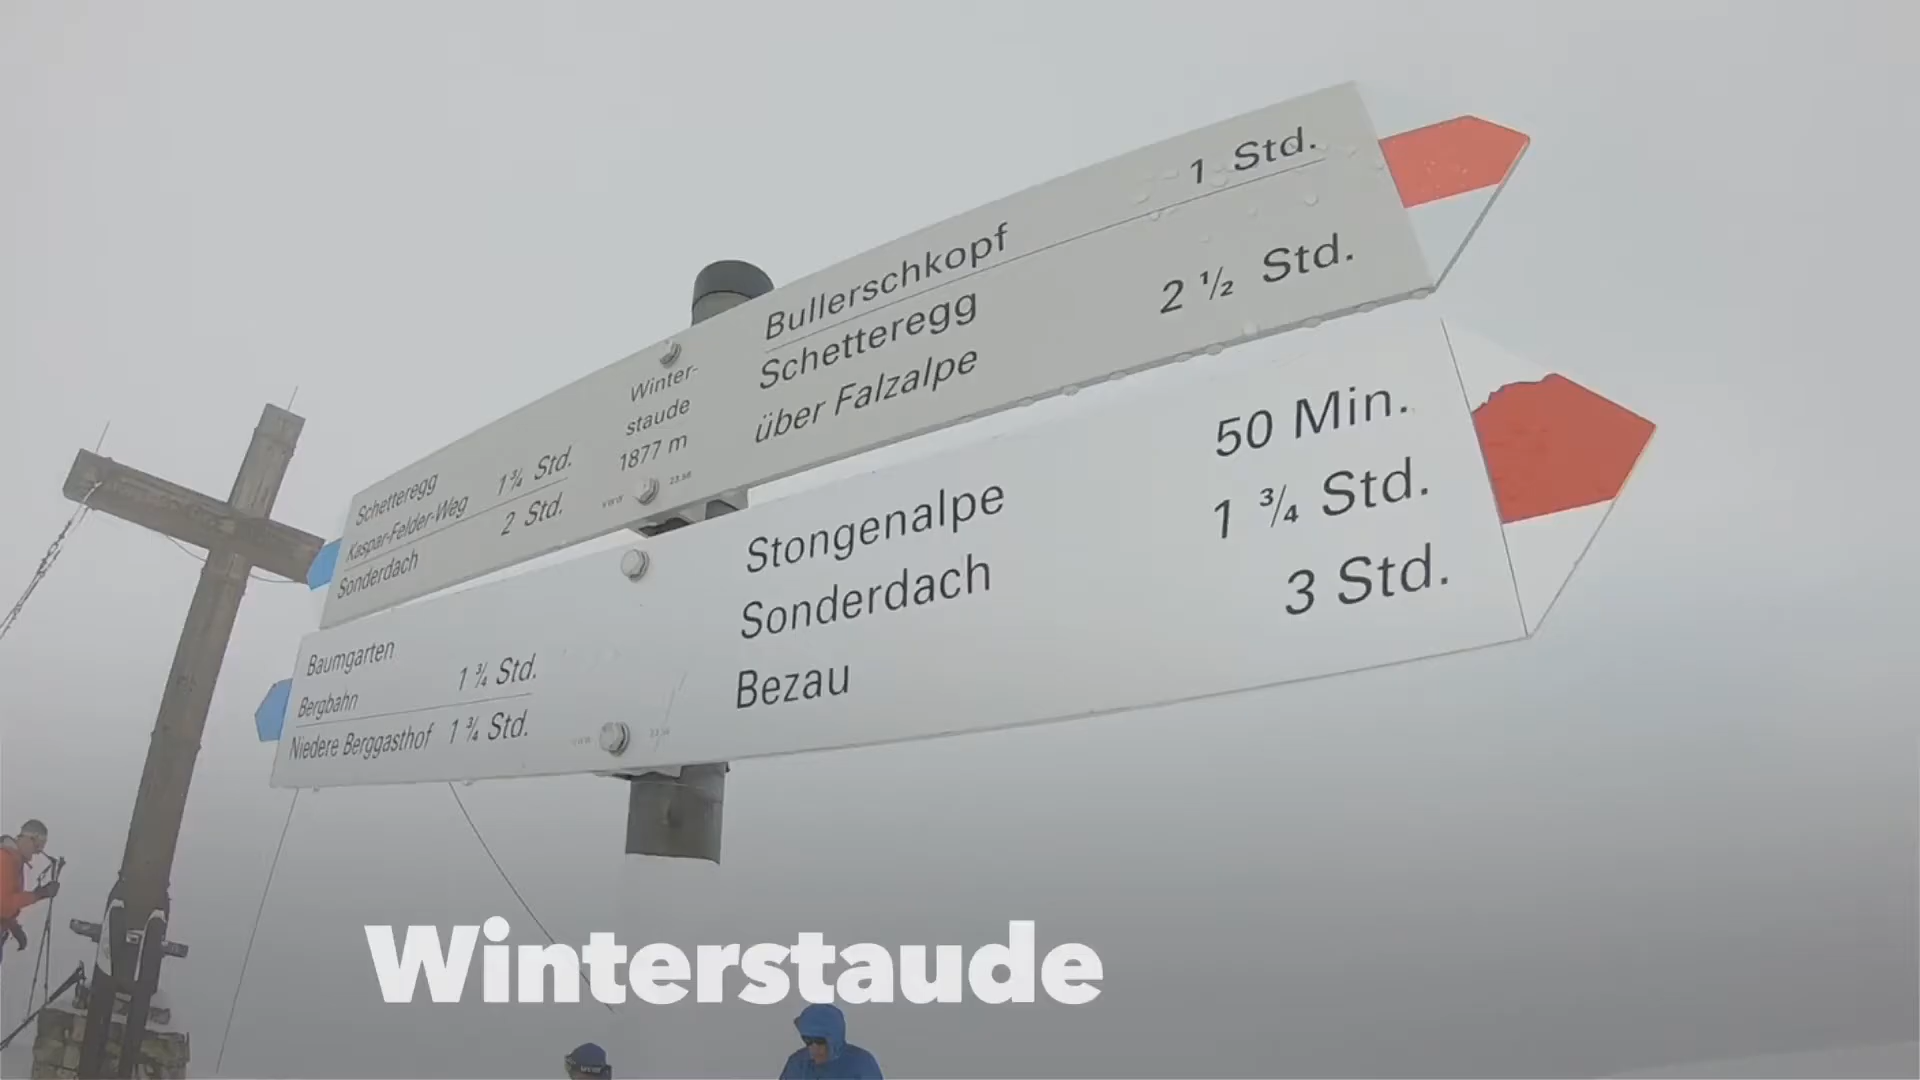 Bullerschkopf 1 Std.
Schetteregg 2 ½ Std.
über Falzalpe
Winter-
staude
1877 m
Schetteregg
Kaspar-Felder-Weg 1 ¾ Std.
Sonderdach 2 Std.
Stongenalpe 50 Min.
Sonderdach 1 ¾ Std.
Bezau 3 Std.
Baumgarten
Bergbahn 1 ¾ Std.
Niedere Berggasthof 1 ¾ Std.
Winterstaude